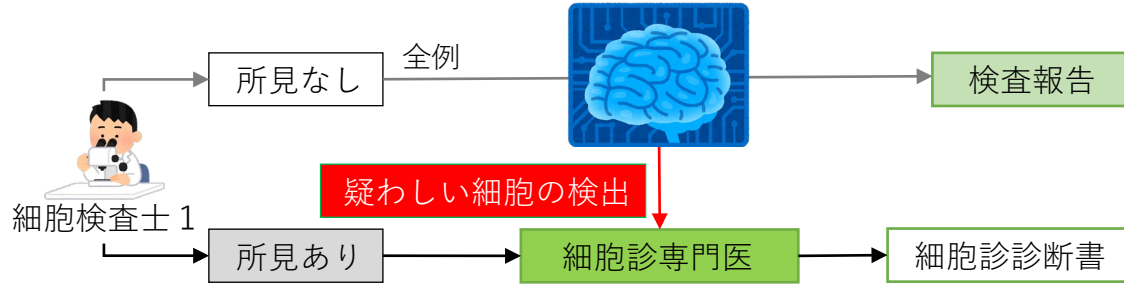 所見なし
全例
検査報告
疑わしい細胞の検出
細胞検査士1
所見あり
細胞診専門医
細胞診診断書